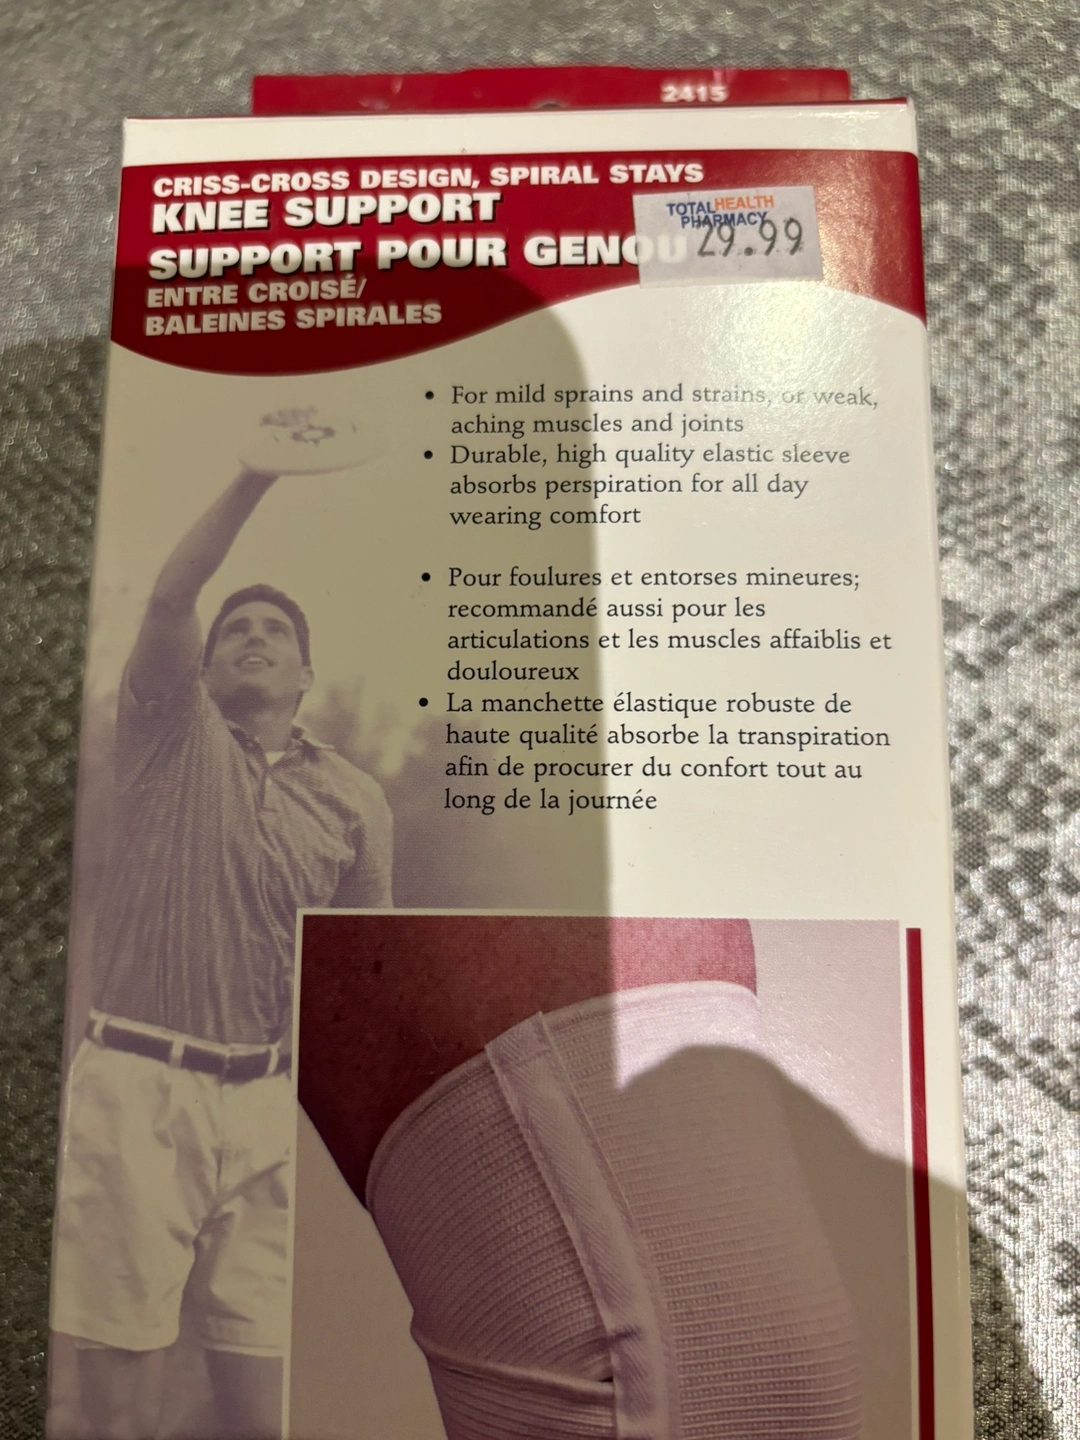 2415
CRISS-CROSS DESIGN, SPIRAL STAYS
KNEE SUPPORT
SUPPORT POUR GENOU
ENTRE CROISÉ/
BALEINES SPIRALES
TOTALHEALTH
PHARMACY
29.99
• For mild sprains and strains, or weak,
aching muscles and joints
• Durable, high quality elastic sleeve
absorbs perspiration for all day
wearing comfort
• Pour foulures et entorses mineures;
recommandé aussi pour les
articulations et les muscles affaiblis et
douloureux
• La manchette élastique robuste de
haute qualité absorbe la transpiration
afin de procurer du confort tout au
long de la journée